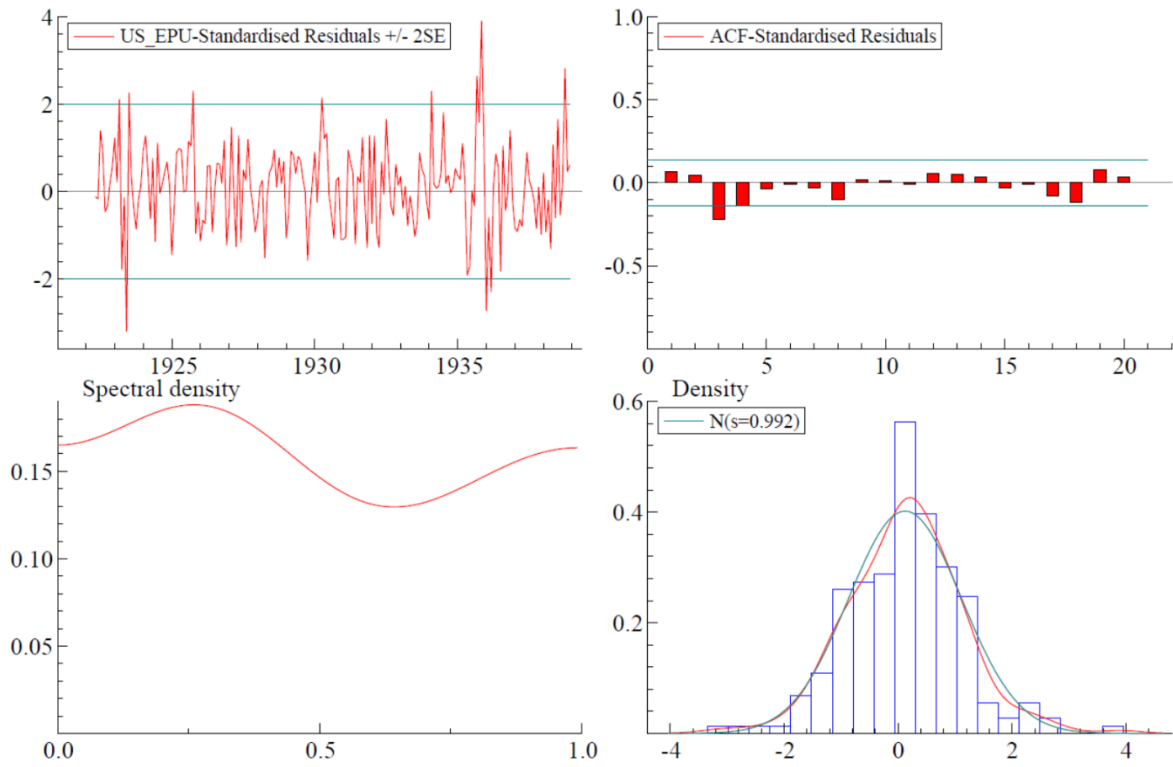 4
US_EPU-Standardised Residuals +/- 2SE
2
0
-2
1925 1930 1935
1.0
ACF-Standardised Residuals
0.5
0.0
-0.5
0 5 10 15 20
Spectral density
0.15
0.10
0.05
0.0 0.5 1.0
Density
0.6
N(s=0.992)
0.4
0.2
-4 -2 0 2 4